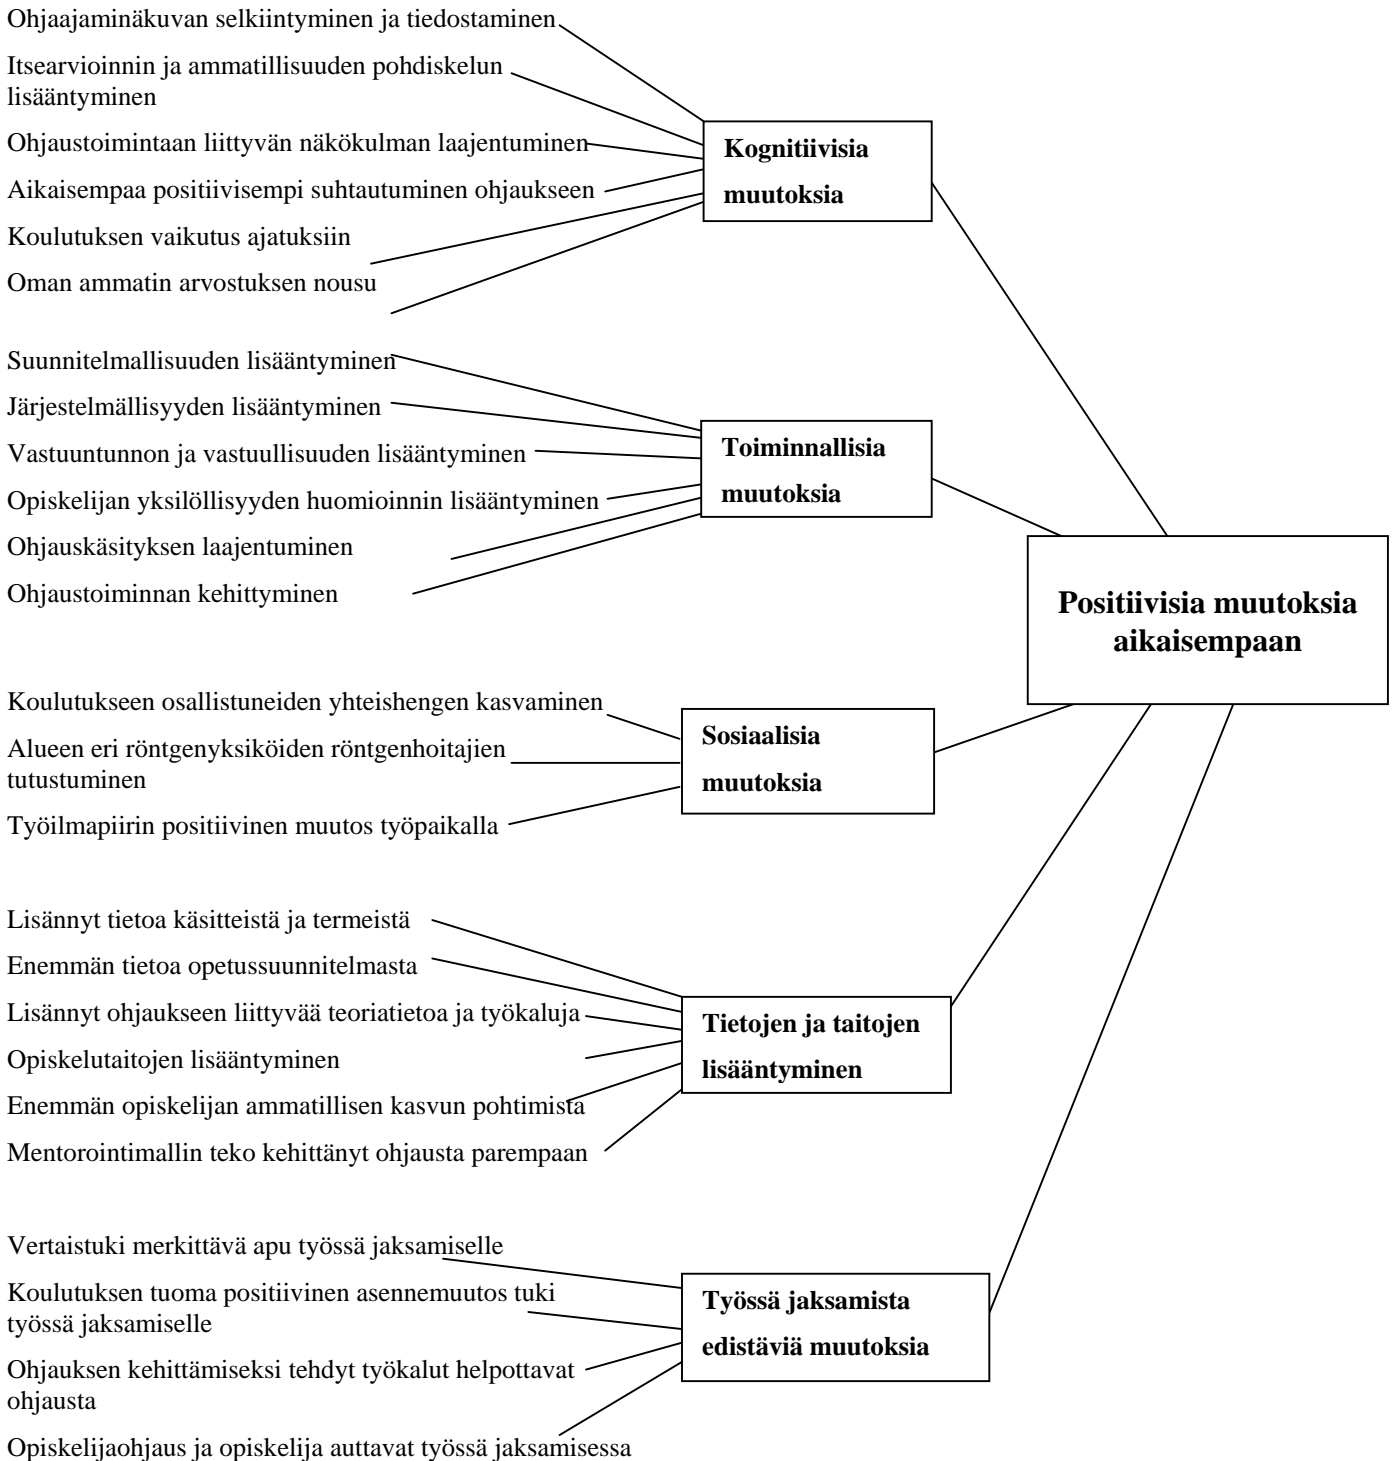 Ohjaajaminäkuvan selkiintyminen ja tiedostaminen
Itsearvioinnin ja ammatillisuuden pohdiskelun
lisääntyminen
Ohjaustoimintaan liittyvän näkökulman laajentuminen
Aikaisempaa positiivisempi suhtautuminen ohjaukseen
Koulutuksen vaikutus ajatuksiin
Oman ammatin arvostuksen nousu
Kognitiivisia
muutoksia
Suunnitelmallisuuden lisääntyminen
Järjestelmällisyyden lisääntyminen
Vastuuntunnon ja vastuullisuuden lisääntyminen
Opiskelijan yksilöllisyyden huomioinnin lisääntyminen
Ohjauskäsityksen laajentuminen
Ohjaustoiminnan kehittyminen
Toiminnallisia
muutoksia
Positiivisia muutoksia
aikaisempaan
Koulutukseen osallistuneiden yhteishengen kasvaminen
Alueen eri röntgenyksiköiden röntgenhoitajien
tutustuminen
Työilmapiirin positiivinen muutos työpaikalla
Sosiaalisia
muutoksia
Lisännyt tietoa käsitteistä ja termeistä
Enemmän tietoa opetussuunnitelmasta
Lisännyt ohjaukseen liittyvää teoriatietoa ja työkaluja
Opiskelutaitojen lisääntyminen
Enemmän opiskelijan ammatillisen kasvun pohtimista
Mentorointimallin teko kehittänyt ohjausta parempaan
Tietojen ja taitojen
lisääntyminen
Vertaistuki merkittävä apu työssä jaksamiselle
Koulutuksen tuoma positiivinen asennemuutos tuki
työssä jaksamiselle
Ohjauksen kehittämiseksi tehdyt työkalut helpottavat
ohjausta
Opiskelijaohjaus ja opiskelija auttavat työssä jaksamisessa
Työssä jaksamista
edistäviä muutoksia